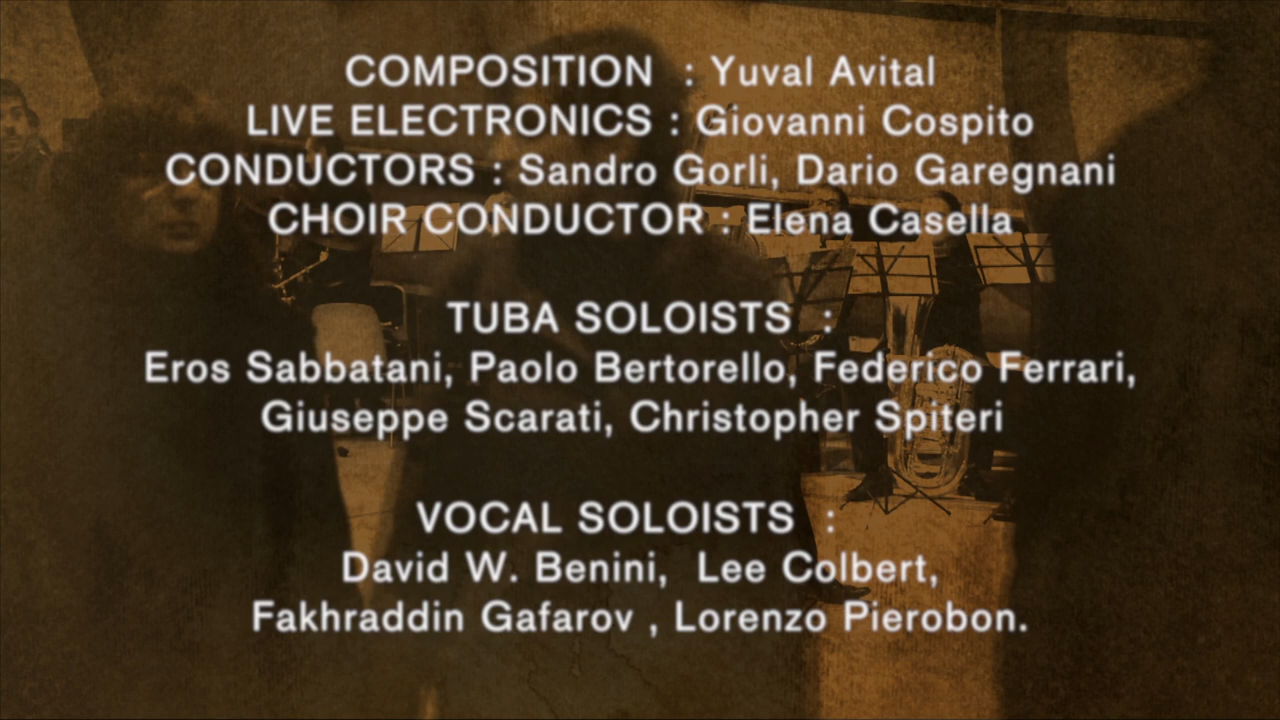 COMPOSITION  : Yuval Avital
LIVE ELECTRONICS : Giovanni Cospito
CONDUCTORS : Sandro Gorli, Dario Garegnani
CHOIR CONDUCTOR : Elena Casella
TUBA SOLOISTS  :
Eros Sabbatani, Paolo Bertorello, Federico Ferrari,
Giuseppe Scarati, Christopher Spiteri
VOCAL SOLOISTS  :
David W. Benini,  Lee Colbert,
Fakhraddin Gafarov , Lorenzo Pierobon.